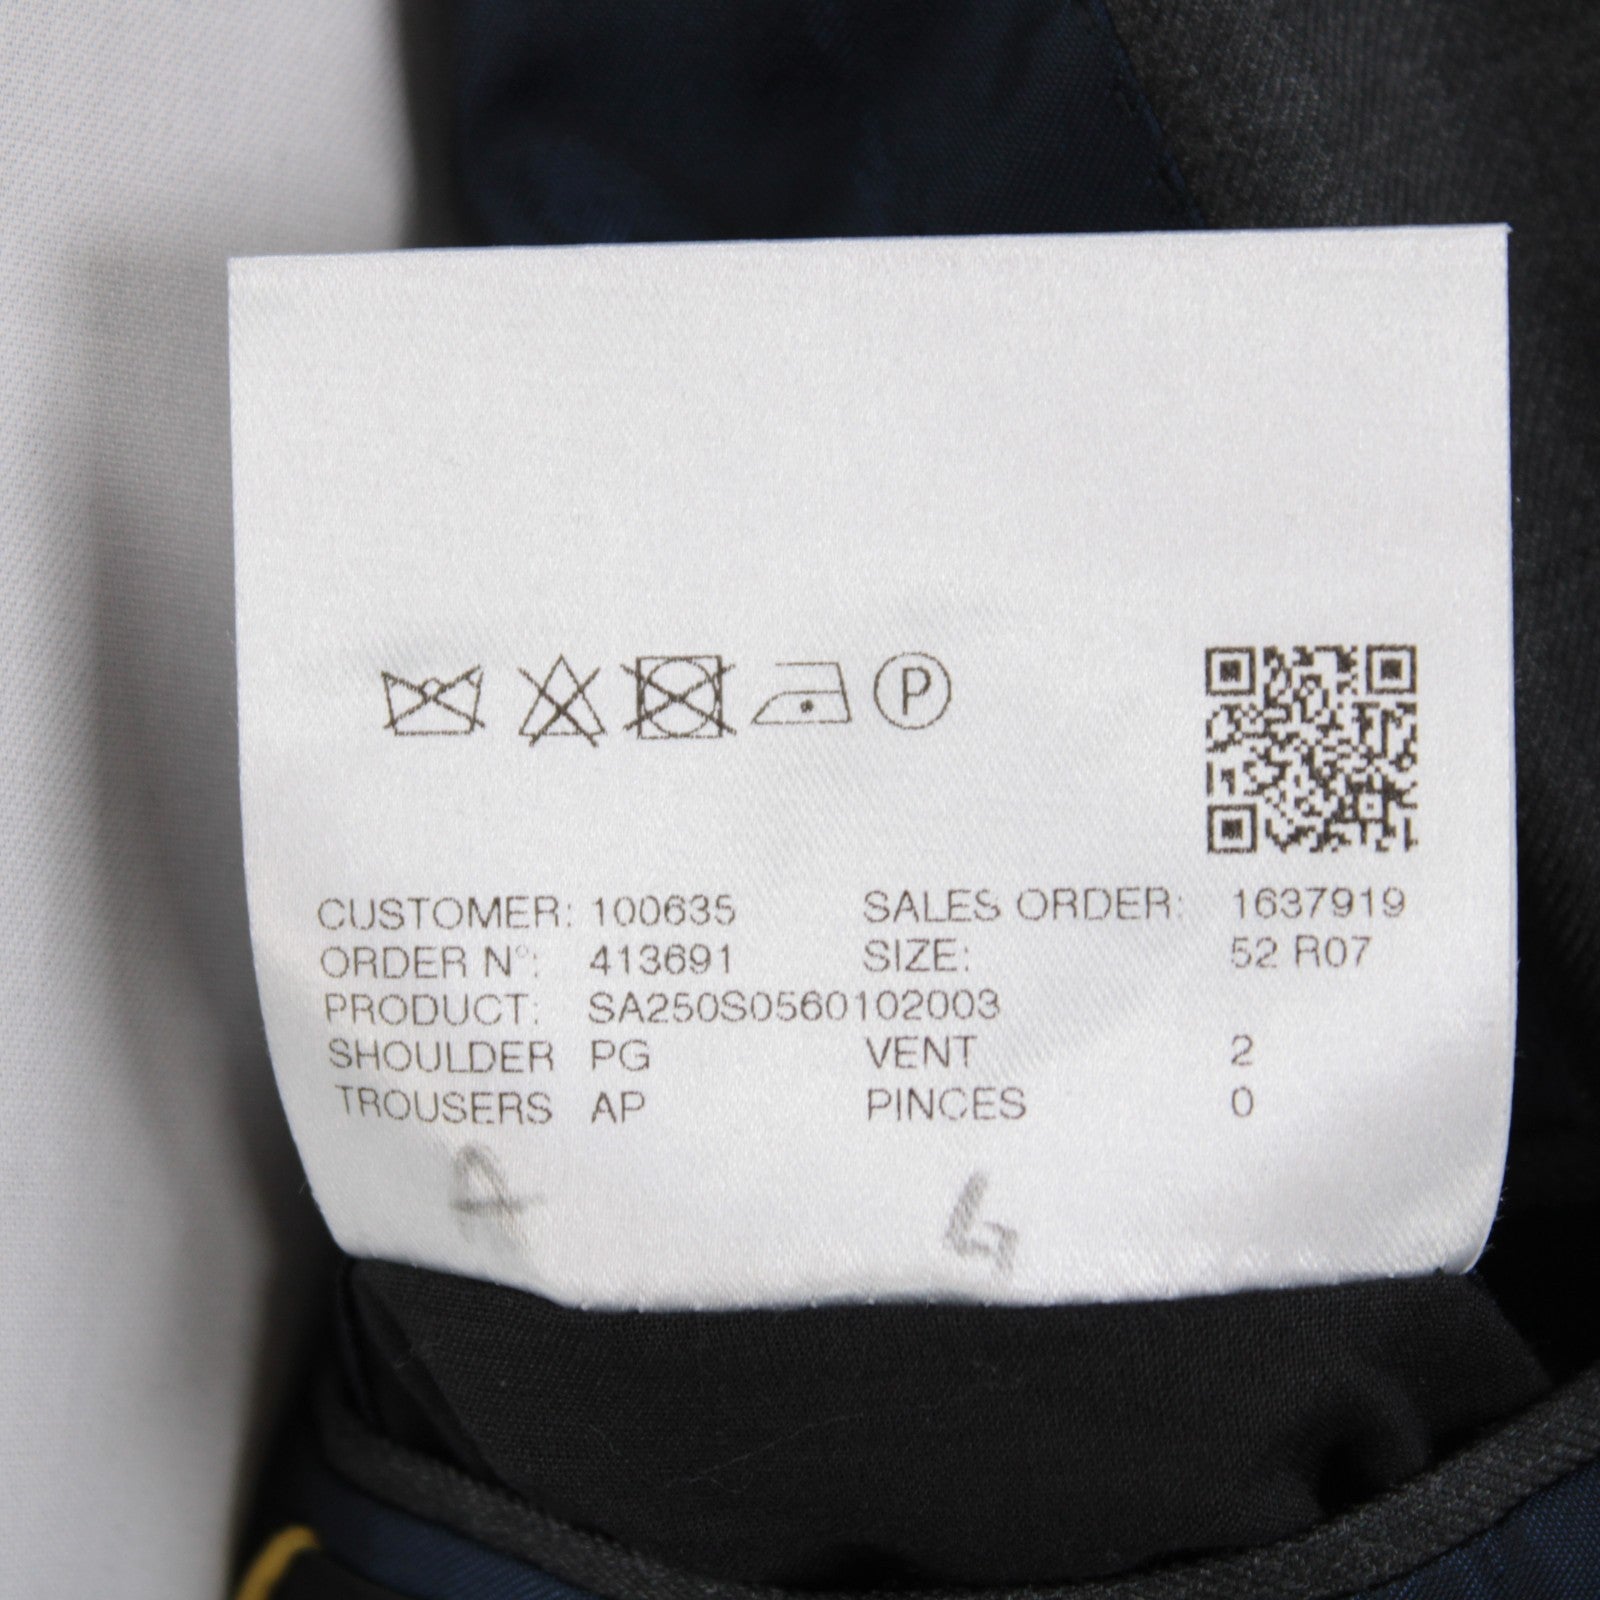 P
CUSTOMER: 100635 SALES ORDER: 1637919
ORDER N°: 413691 SIZE: 52 R07
PRODUCT: SA250S0560102003
SHOULDER PG VENT 2
TROUSERS AP PINCES 0